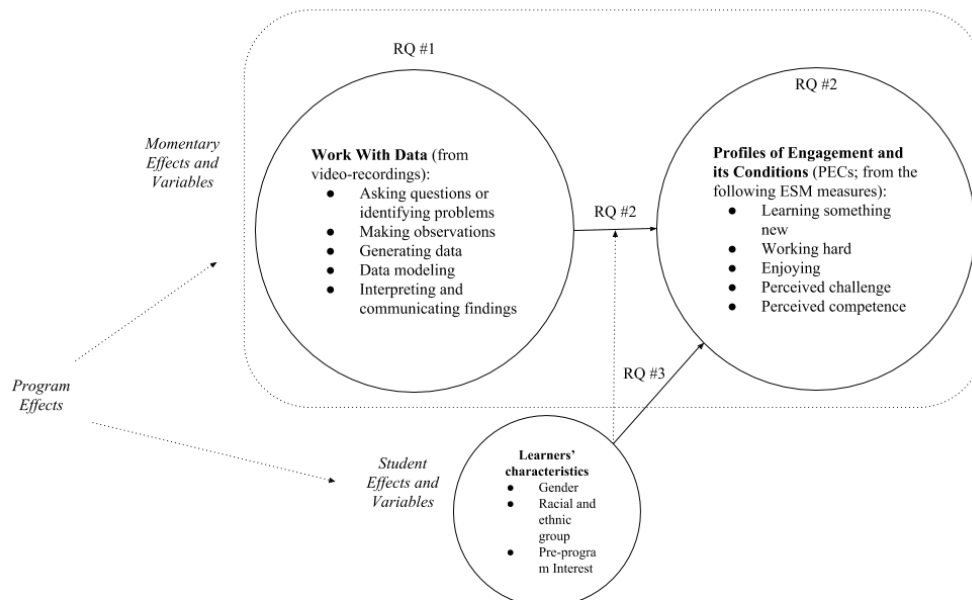 RQ #1
Work With Data (from
video-recordings):
● Asking questions or
identifying problems
● Making observations
● Generating data
● Data modeling
● Interpreting and
communicating findings
RQ #2
RQ #2
Profiles of Engagement and
its Conditions (PECs; from the
following ESM measures):
● Learning something
new
● Working hard
● Enjoying
● Perceived challenge
● Perceived competence
Momentary
Effects and
Variables
RQ #3
Program
Effects
Student
Effects and
Variables
Learners'
characteristics
● Gender
● Racial and
ethnic
group
● Pre-progra
m Interest